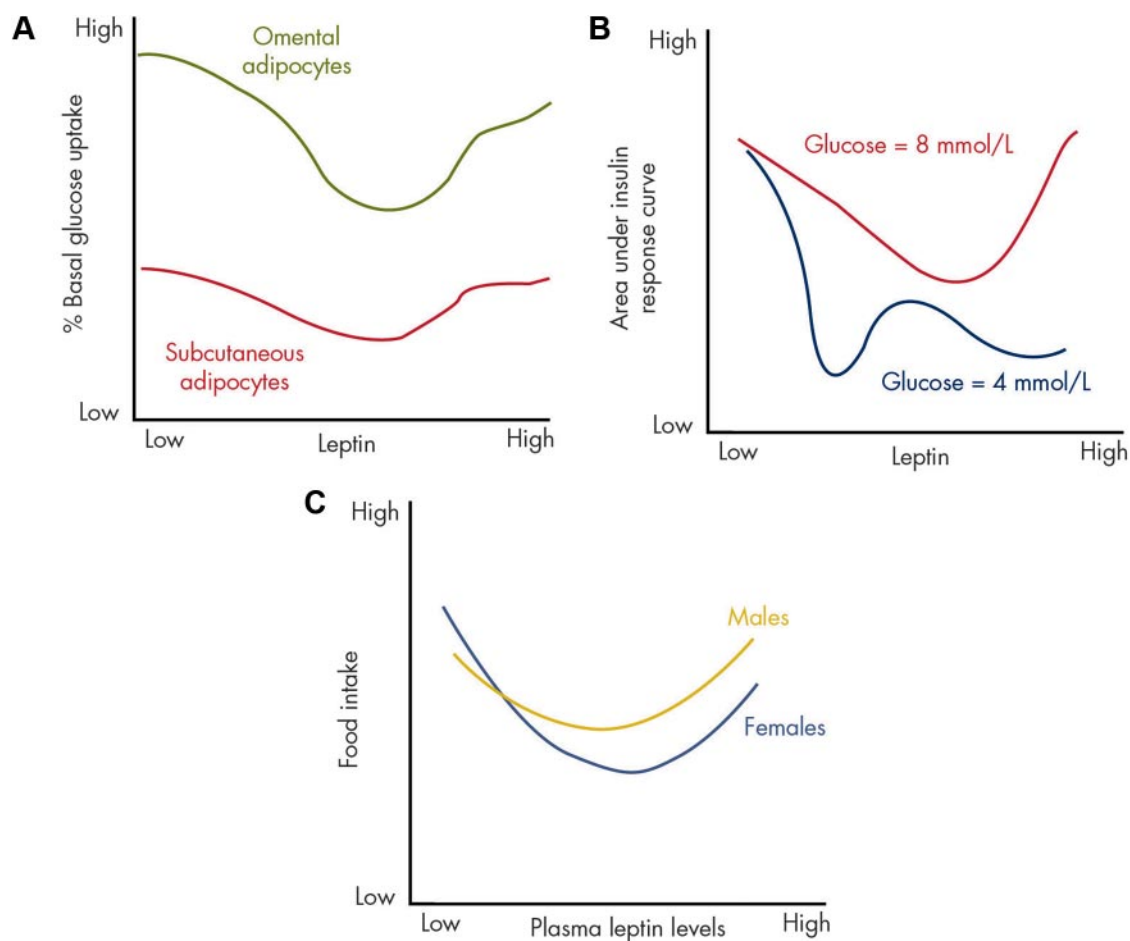 A
High
Omental
adipocytes
% Basal glucose uptake
Subcutaneous
adipocytes
Low
Low
Leptin
High
B
High
Glucose = 8 mmol/L
Area under insulin
response curve
Glucose = 4 mmol/L
Low
Low
Leptin
High
C
High
Males
Food intake
Females
Low
Low
Plasma leptin levels
High